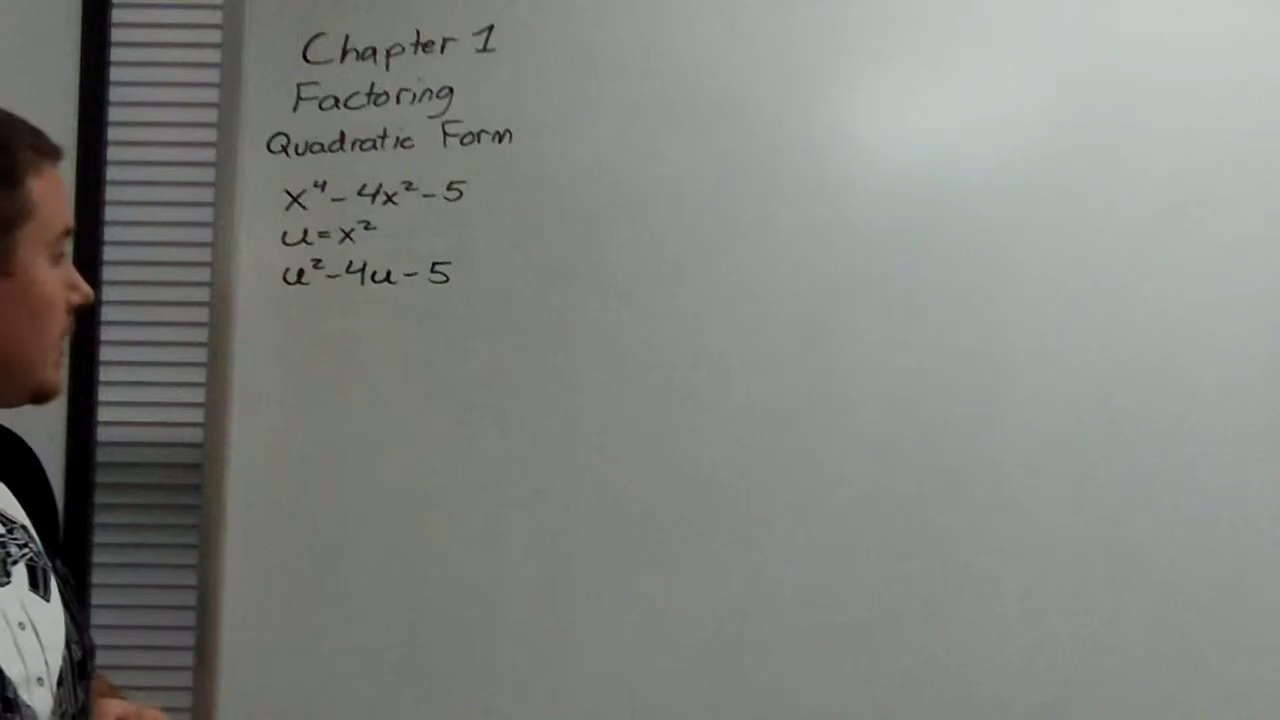 Chapter 1
Factoring
Quadratic Form
x⁴-4x²-5
u=x²
u²-4u-5